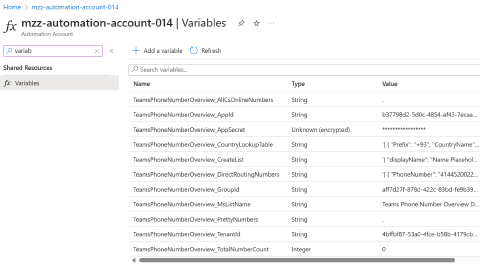 Home > mzz-automation-account-014
mzz-automation-account-014 | Variables
Automation Account
variab
Add a variable Refresh
Shared Resources
Variables
Search variables...
Name Type Value
TeamsPhoneNumberOverview_AllCsOnlineNumbers String .
TeamsPhoneNumberOverview_AppId String b37798d2-5d0c-4854-af43-7ecaa...
TeamsPhoneNumberOverview_AppSecret Unknown (encrypted) *****************
TeamsPhoneNumberOverview_CountryLookupTable String "[ { "Prefix": "+93", "CountryName"...
TeamsPhoneNumberOverview_CreateList String "{ "displayName": "Name Placehol...
TeamsPhoneNumberOverview_DirectRoutingNumbers String "[ { "PhoneNumber": "4144520022...
TeamsPhoneNumberOverview_GroupId String aff7d27f-878d-422c-83bd-fe9b39...
TeamsPhoneNumberOverview_MsListName String Teams Phone Number Overview D...
TeamsPhoneNumberOverview_PrettyNumbers String .
TeamsPhoneNumberOverview_TenantId String 4bffbf87-53a0-4fce-b58b-4179cb...
TeamsPhoneNumberOverview_TotalNumberCount Integer 0